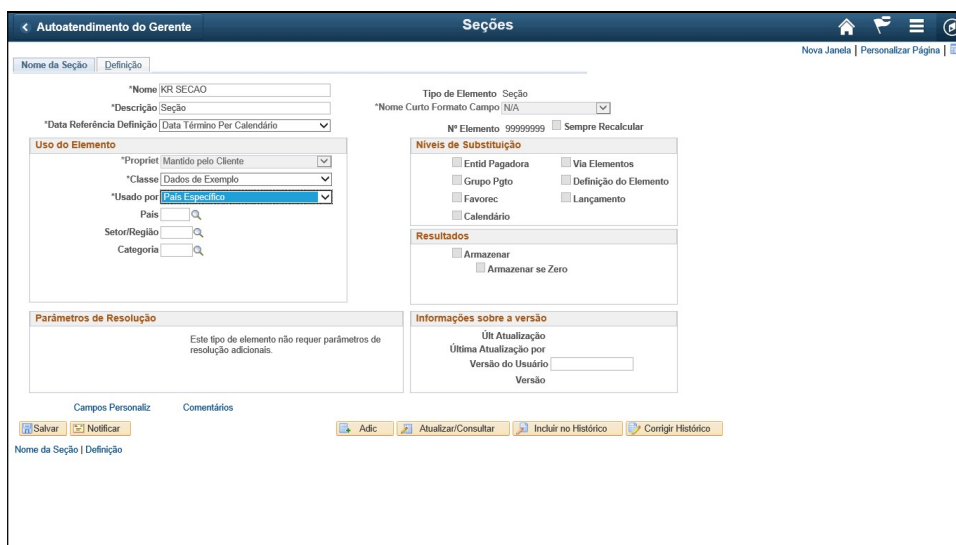 Autoatendimento do Gerente
Seções
Nova Janela | Personalizar Página |
Nome da Seção Definição
*Nome KR SECAO
Tipo de Elemento Seção
*Descrição Seção
*Nome Curto Formato Campo N/A
*Data Referência Definição Data Término Per Calendário
Nº Elemento 99999999 Sempre Recalcular
Uso do Elemento
*Propriet Mantido pelo Cliente
*Classe Dados de Exemplo
*Usado por País Específico
País
Setor/Região
Categoria
Níveis de Substituição
Entid Pagadora Via Elementos
Grupo Pgto Definição do Elemento
Favorec Lançamento
Calendário
Resultados
Armazenar
Armazenar se Zero
Parâmetros de Resolução
Este tipo de elemento não requer parâmetros de
resolução adicionais.
Informações sobre a versão
Últ Atualização
Última Atualização por
Versão do Usuário
Versão
Campos Personaliz Comentários
Salvar Notificar Adic Atualizar/Consultar Incluir no Histórico Corrigir Histórico
Nome da Seção | Definição